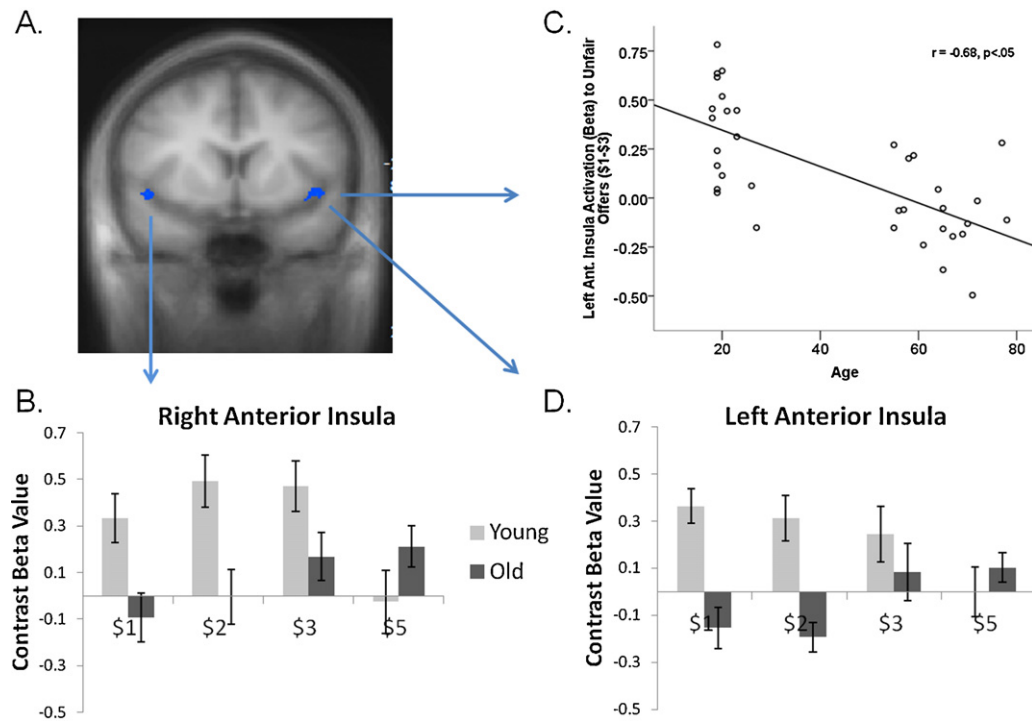 A.
C.
r = -0.68, p<.05
Left Ant. Insula Activation (Beta) to Unfair
Offers ($1-$3)
0.75
0.50
0.25
0.00
-0.25
-0.50
20
40
60
80
Age
B.
Right Anterior Insula
Contrast Beta Value
0.7
0.5
0.3
0.1
-0.1
-0.3
-0.5
$1
$2
$3
$5
Young
Old
D.
Left Anterior Insula
Contrast Beta Value
0.7
0.5
0.3
0.1
-0.1
-0.3
-0.5
$1
$2
$3
$5